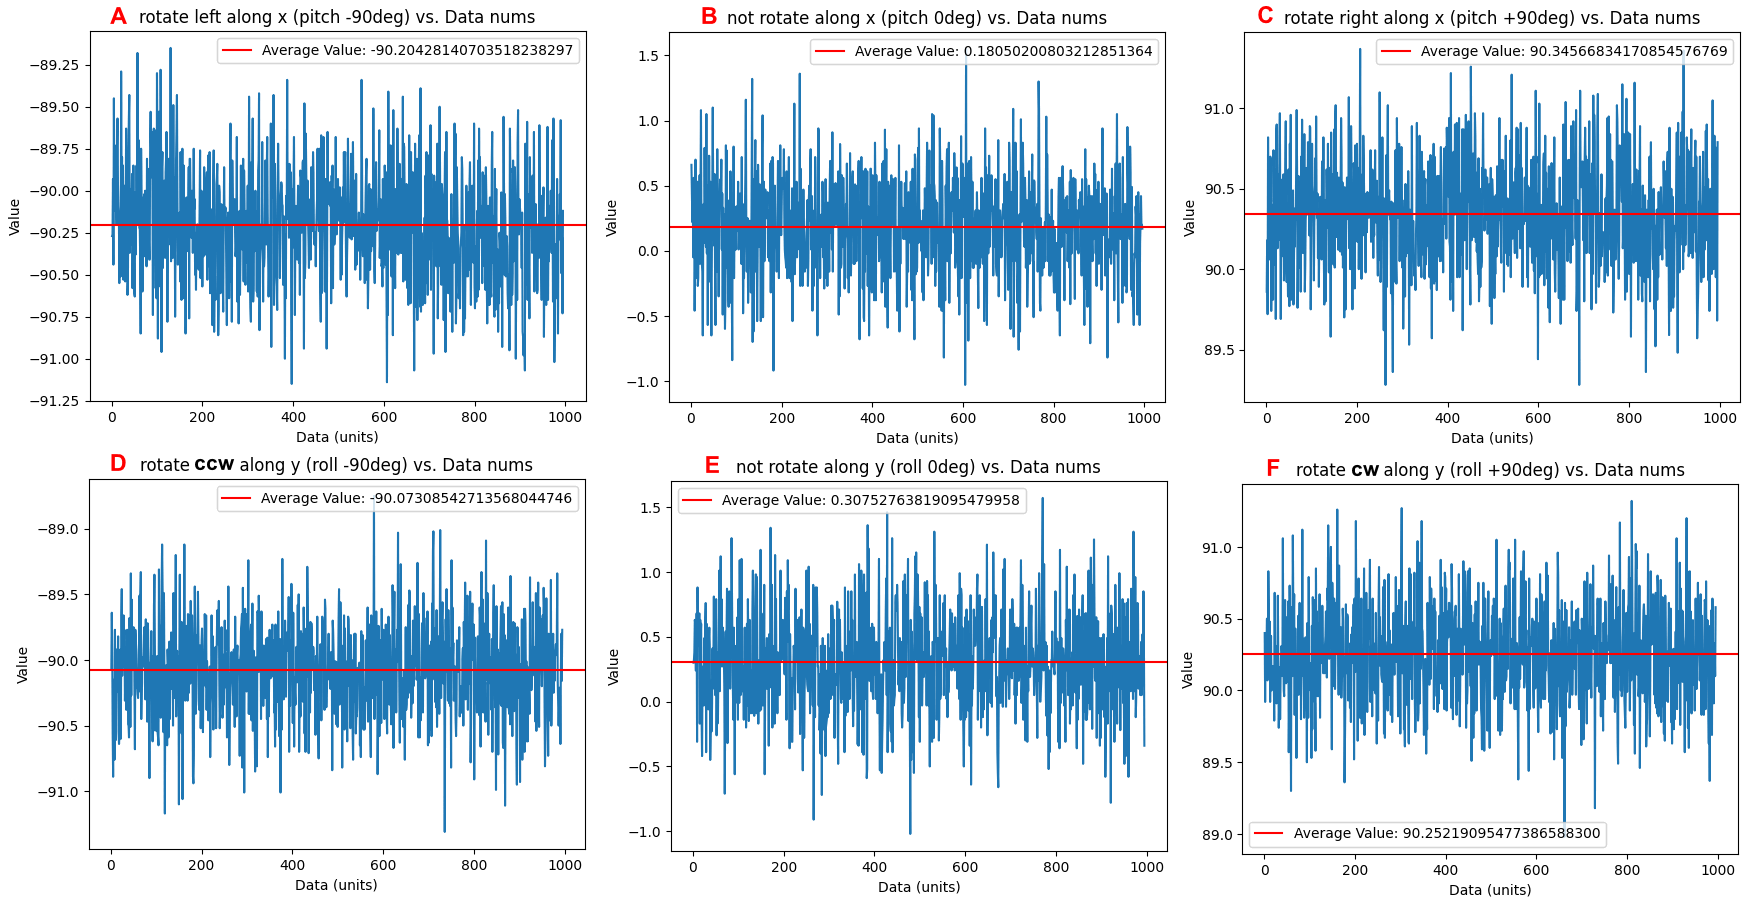 A rotate left along x (pitch -90deg) vs. Data nums
Average Value: -90.20428140703518238297
−89.25
−89.50
−89.75
−90.00
−90.25
−90.50
−90.75
−91.00
−91.25
Value
0 200 400 600 800 1000
Data (units)
B not rotate along x (pitch 0deg) vs. Data nums
Average Value: 0.18050200803212851364
1.5
1.0
0.5
0.0
−0.5
−1.0
Value
0 200 400 600 800 1000
Data (units)
C rotate right along x (pitch +90deg) vs. Data nums
Average Value: 90.34566834170854576769
91.0
90.5
90.0
89.5
Value
0 200 400 600 800 1000
Data (units)
D rotate ccw along y (roll -90deg) vs. Data nums
Average Value: -90.07308542713568044746
−89.0
−89.5
−90.0
−90.5
−91.0
Value
0 200 400 600 800 1000
Data (units)
E not rotate along y (roll 0deg) vs. Data nums
Average Value: 0.30752763819095479958
1.5
1.0
0.5
0.0
−0.5
−1.0
Value
0 200 400 600 800 1000
Data (units)
F rotate cw along y (roll +90deg) vs. Data nums
91.0
90.5
90.0
89.5
89.0
Value
Average Value: 90.25219095477386588300
0 200 400 600 800 1000
Data (units)